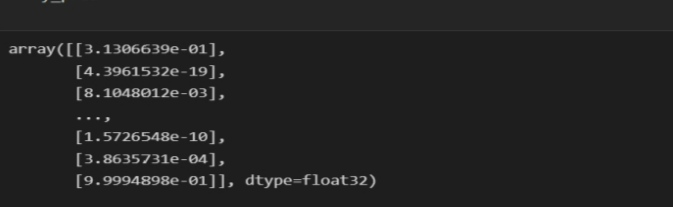 array([[3.1306639e-01],
[4.3961532e-19],
[8.1048012e-03],
...,
[1.5726548e-10],
[3.8635731e-04],
[9.9994898e-01]], dtype=float32)